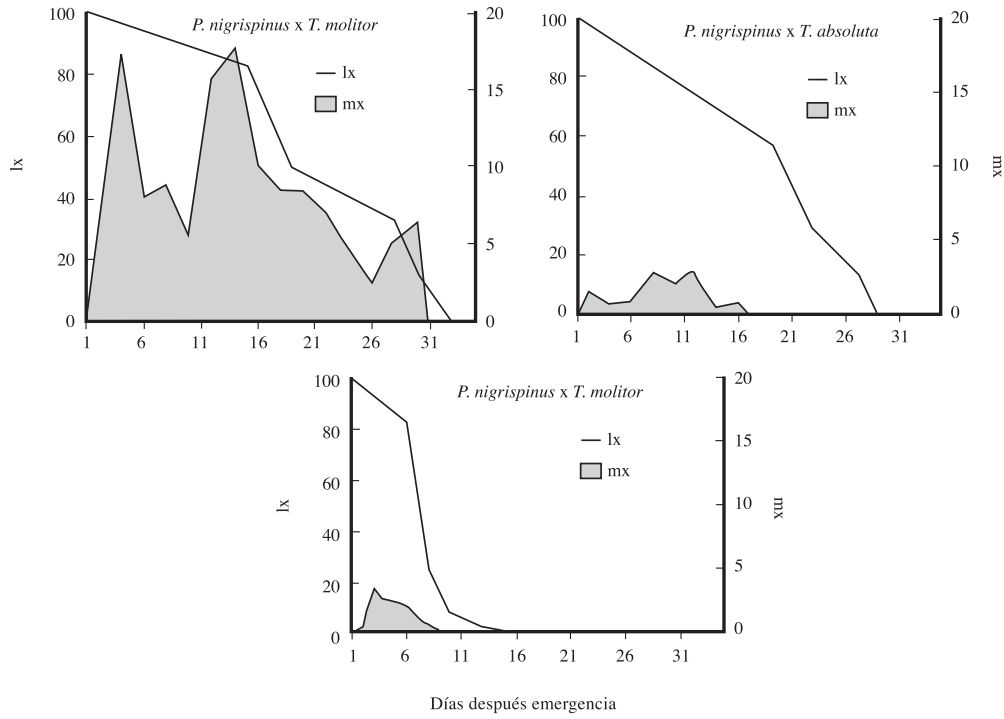 P. nigrispinus x T. molitor
lx
mx
100
80
60
40
20
0
lx
20
15
10
5
0
1 6 11 16 21 26 31
P. nigrispinus x T. absoluta
lx
mx
100
80
60
40
20
0
20
15
10
5
0
mx
1 6 11 16 21 26 31
P. nigrispinus x T. molitor
lx
mx
100
80
60
40
20
0
lx
20
15
10
5
0
mx
1 6 11 16 21 26 31
Días después emergencia